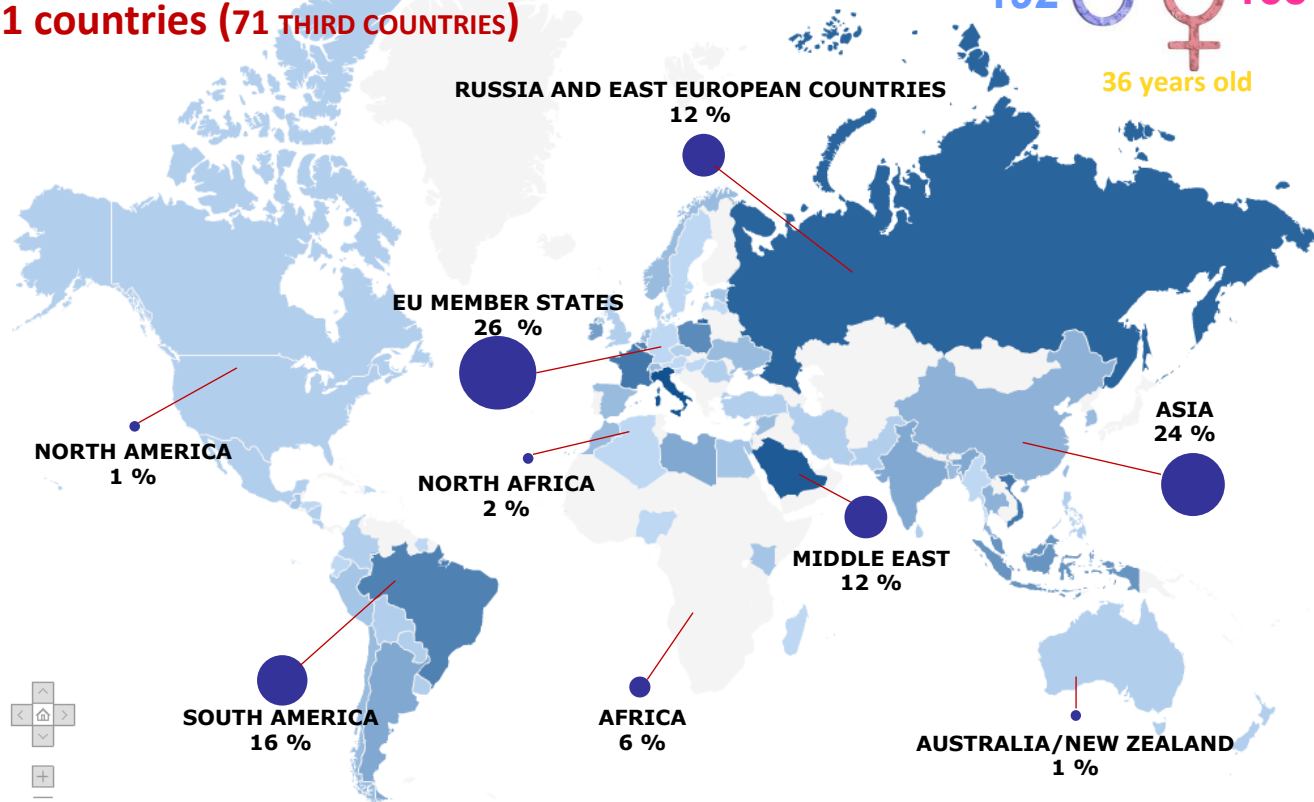 1 countries (71 THIRD COUNTRIES)
36 years old
RUSSIA AND EAST EUROPEAN COUNTRIES
12 %
EU MEMBER STATES
26 %
ASIA
24 %
NORTH AMERICA
1 %
NORTH AFRICA
2 %
MIDDLE EAST
12 %
SOUTH AMERICA
16 %
AFRICA
6 %
AUSTRALIA/NEW ZEALAND
1 %